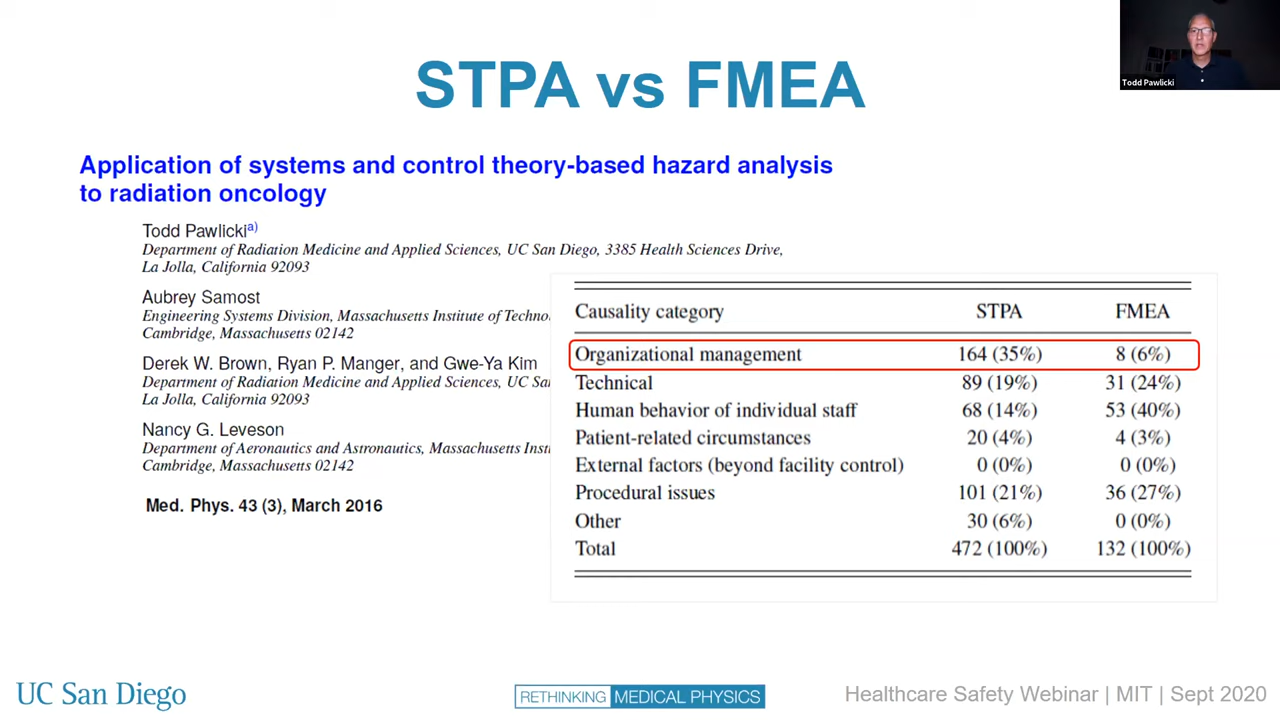 Todd Pawlicki
STPA vs FMEA
Application of systems and control theory-based hazard analysis
to radiation oncology
Todd Pawlicki a)
Department of Radiation Medicine and Applied Sciences, UC San Diego, 3385 Health Sciences Drive,
La Jolla, California 92093
Aubrey Samost
Engineering Systems Division, Massachusetts Institute of Techno
Cambridge, Massachusetts 02142
Derek W. Brown, Ryan P. Manger, and Gwe-Ya Kim
Department of Radiation Medicine and Applied Sciences, UC Sa
La Jolla, California 92093
Nancy G. Leveson
Department of Aeronautics and Astronautics, Massachusetts Insti
Cambridge, Massachusetts 02142
Med. Phys. 43 (3), March 2016
Causality category STPA FMEA
Organizational management 164 (35%) 8 (6%)
Technical 89 (19%) 31 (24%)
Human behavior of individual staff 68 (14%) 53 (40%)
Patient-related circumstances 20 (4%) 4 (3%)
External factors (beyond facility control) 0 (0%) 0 (0%)
Procedural issues 101 (21%) 36 (27%)
Other 30 (6%) 0 (0%)
Total 472 (100%) 132 (100%)
UC San Diego
RETHINKING MEDICAL PHYSICS
Healthcare Safety Webinar | MIT | Sept 2020